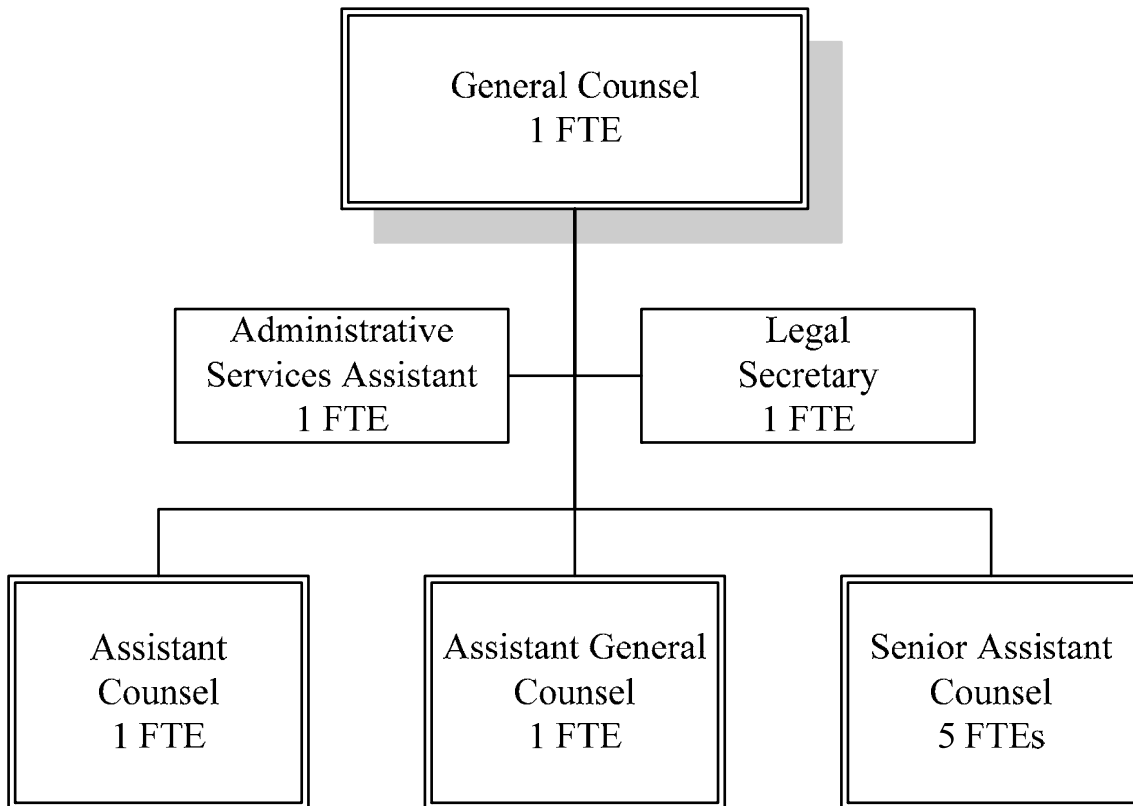 General Counsel
1 FTE
Administrative
Services Assistant
1 FTE
Legal
Secretary
1 FTE
Assistant
Counsel
1 FTE
Assistant General
Counsel
1 FTE
Senior Assistant
Counsel
5 FTEs